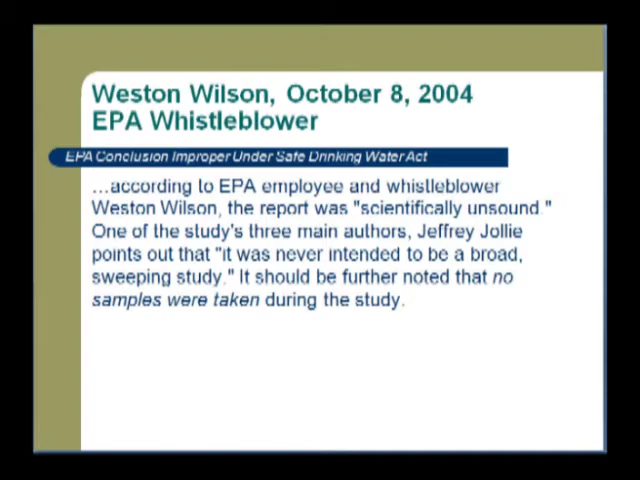 Weston Wilson, October 8, 2004
EPA Whistleblower
EPA Conclusion Improper Under Safe Drinking Water Act
...according to EPA employee and whistleblower
Weston Wilson, the report was "scientifically unsound."
One of the study's three main authors, Jeffrey Jollie
points out that "it was never intended to be a broad,
sweeping study." It should be further noted that no
samples were taken during the study.